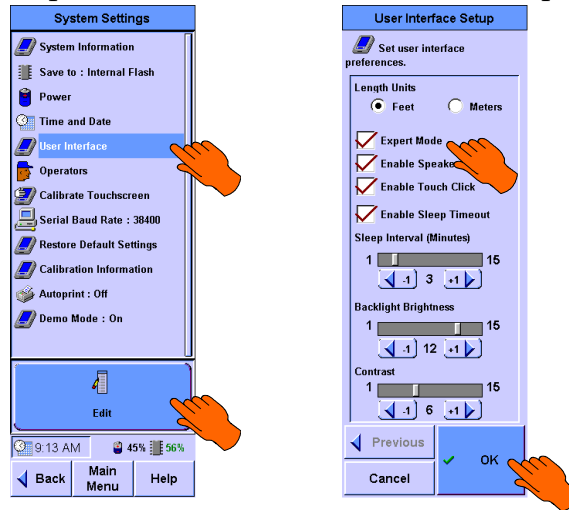 System Settings
System Information
Save to : Internal Flash
Power
Time and Date
User Interface
Operators
Calibrate Touchscreen
Serial Baud Rate : 38400
Restore Default Settings
Calibration Information
Autoprint : Off
Demo Mode : On
Edit
9:13 AM 45% 56%
Back Main Menu Help
User Interface Setup
Set user interface
preferences.
Length Units
Feet Meters
Expert Mode
Enable Speake
Enable Touch Click
Enable Sleep Timeout
Sleep Interval (Minutes)
1 15
-1 3 +1
Backlight Brightness
1 15
-1 12 +1
Contrast
1 15
-1 6 +1
Previous
OK
Cancel